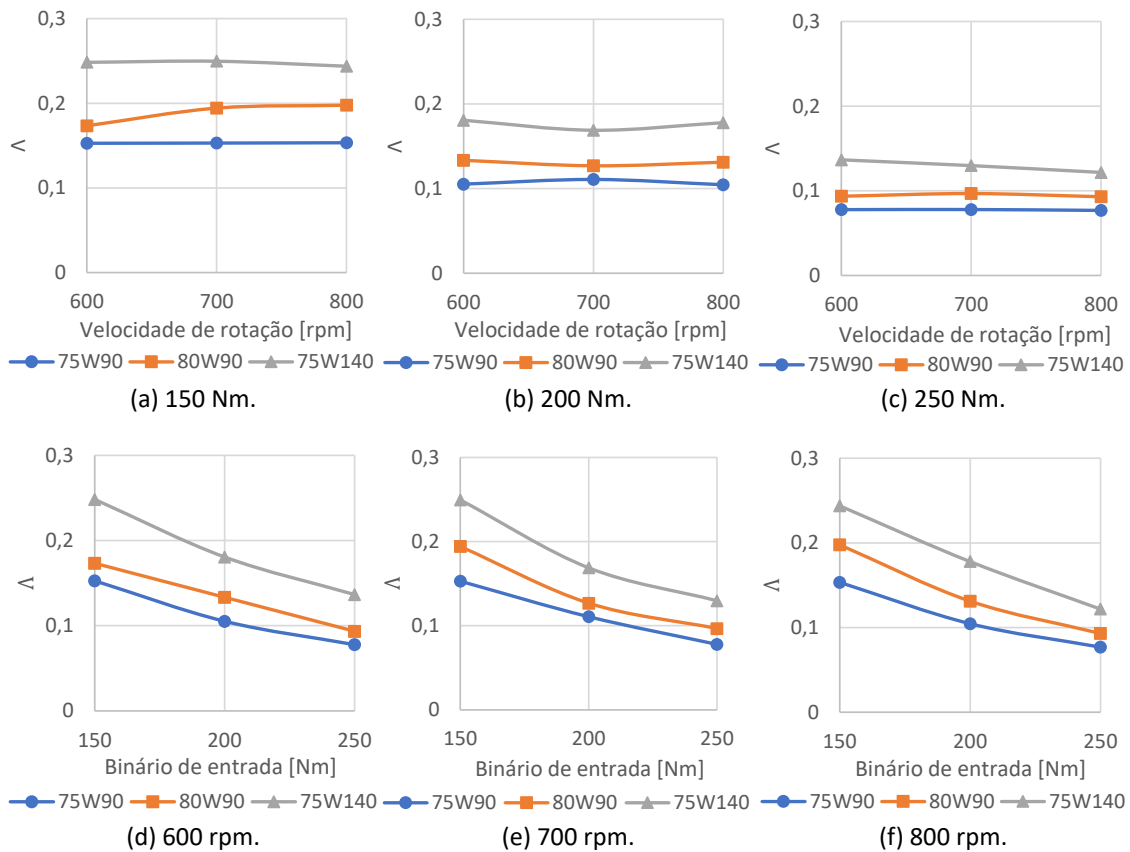 0,3
0,2
Λ
0,1
0
600 700 800
Velocidade de rotação [rpm]
75W90 80W90 75W140
(a) 150 Nm.
0,3
0,2
Λ
0,1
0
600 700 800
Velocidade de rotação [rpm]
75W90 80W90 75W140
(b) 200 Nm.
0,3
0,2
Λ
0,1
0
600 700 800
Velocidade de rotação [rpm]
75W90 80W90 75W140
(c) 250 Nm.
0,3
0,2
Λ
0,1
0
150 200 250
Binário de entrada [Nm]
75W90 80W90 75W140
(d) 600 rpm.
0,3
0,2
Λ
0,1
0
150 200 250
Binário de entrada [Nm]
75W90 80W90 75W140
(e) 700 rpm.
0,3
0,2
Λ
0,1
0
150 200 250
Binário de entrada [Nm]
75W90 80W90 75W140
(f) 800 rpm.